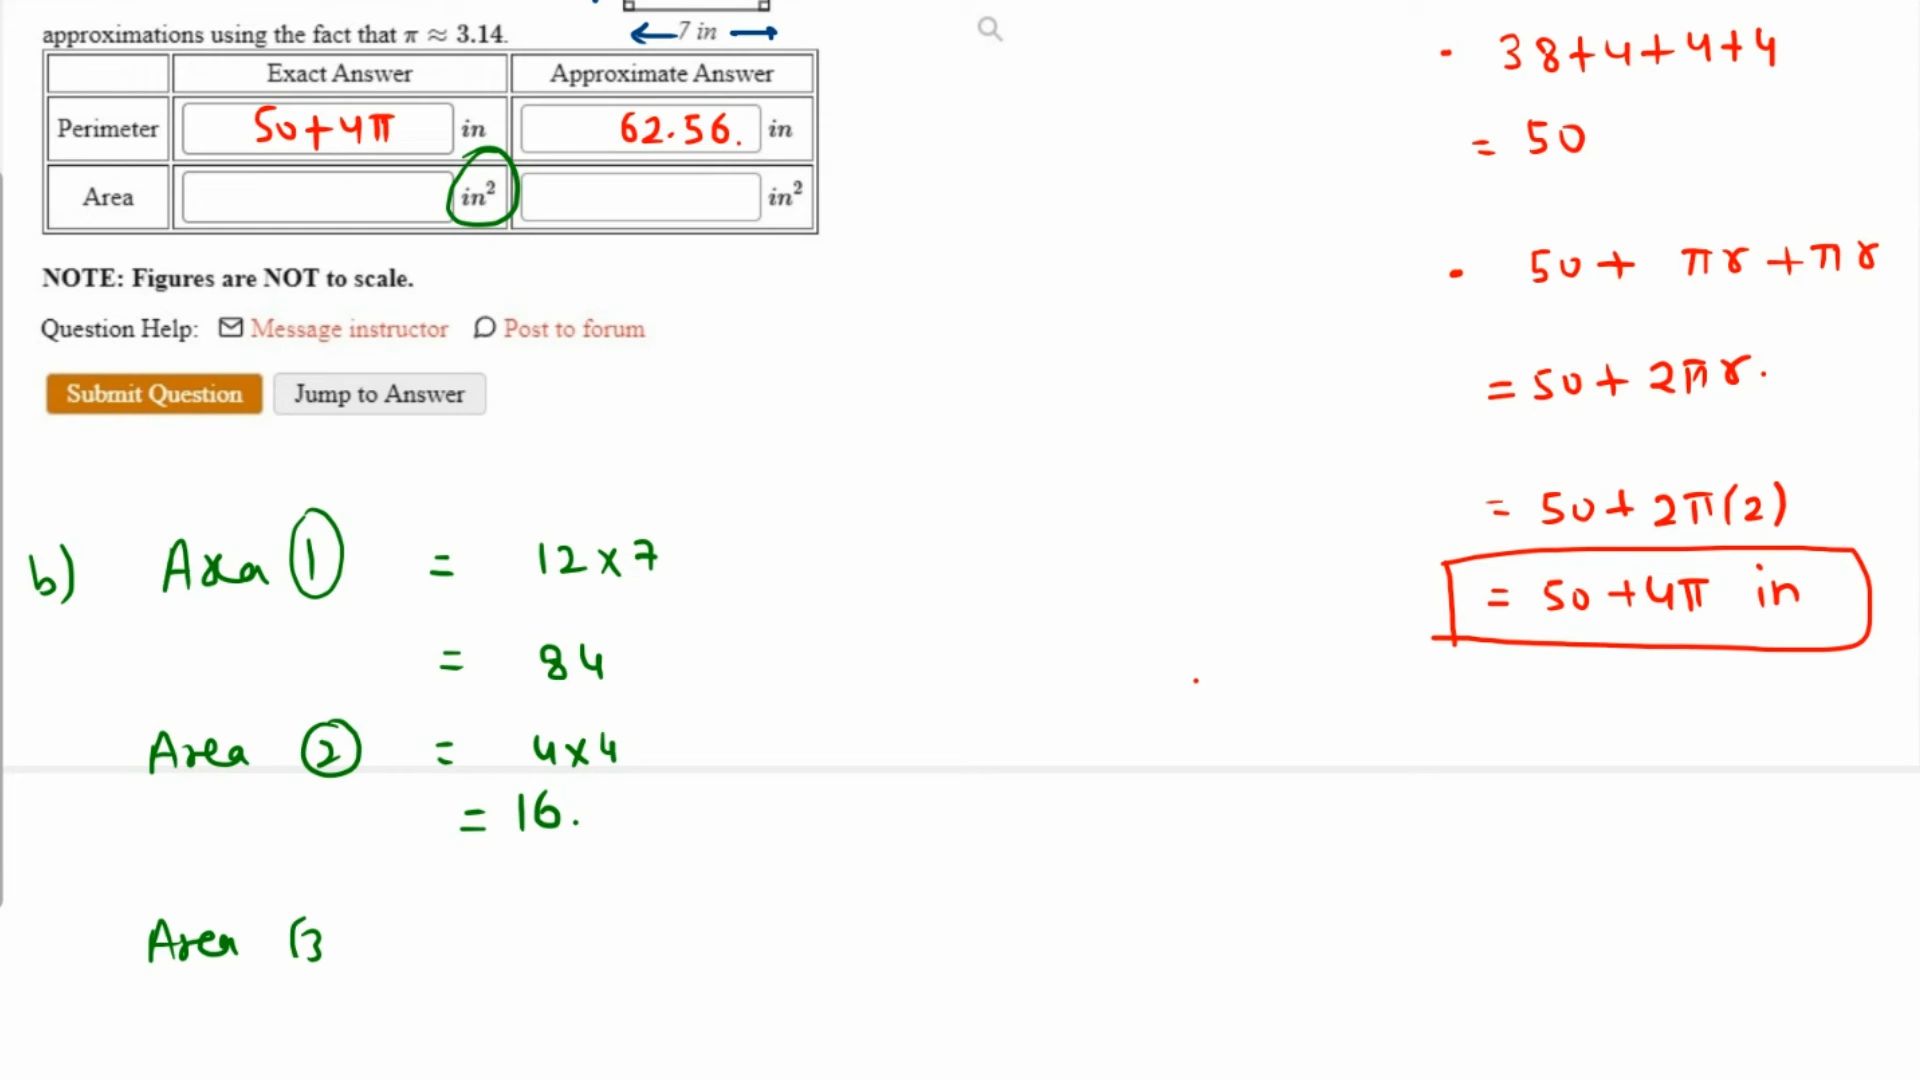 7 in
approximations using the fact that π ≈ 3.14.
Exact Answer Approximate Answer
Perimeter 50+4π in 62.56. in
Area in² in²
NOTE: Figures are NOT to scale.
Question Help: Message instructor Post to forum
Submit Question Jump to Answer
b) Area 1 = 12 x 7
= 84
Area 2 = 4x4
= 16.
Area (3
· 38+4+4+4
= 50
· 50+ πr +πr
= 50+ 2πr.
= 50+ 2π(2)
= 50 +4π in